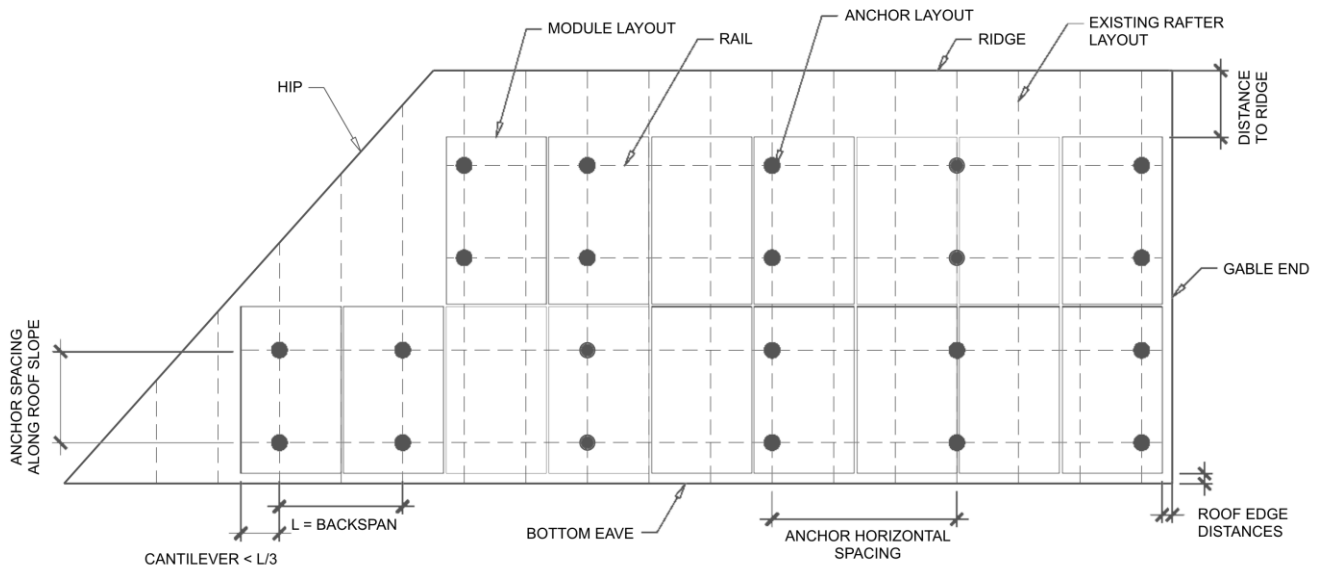 MODULE LAYOUT
ANCHOR LAYOUT
EXISTING RAFTER
LAYOUT
RAIL
RIDGE
HIP
DISTANCE
TO RIDGE
GABLE END
ANCHOR SPACING
ALONG ROOF SLOPE
L = BACKSPAN
CANTILEVER < L/3
BOTTOM EAVE
ANCHOR HORIZONTAL
SPACING
ROOF EDGE
DISTANCES